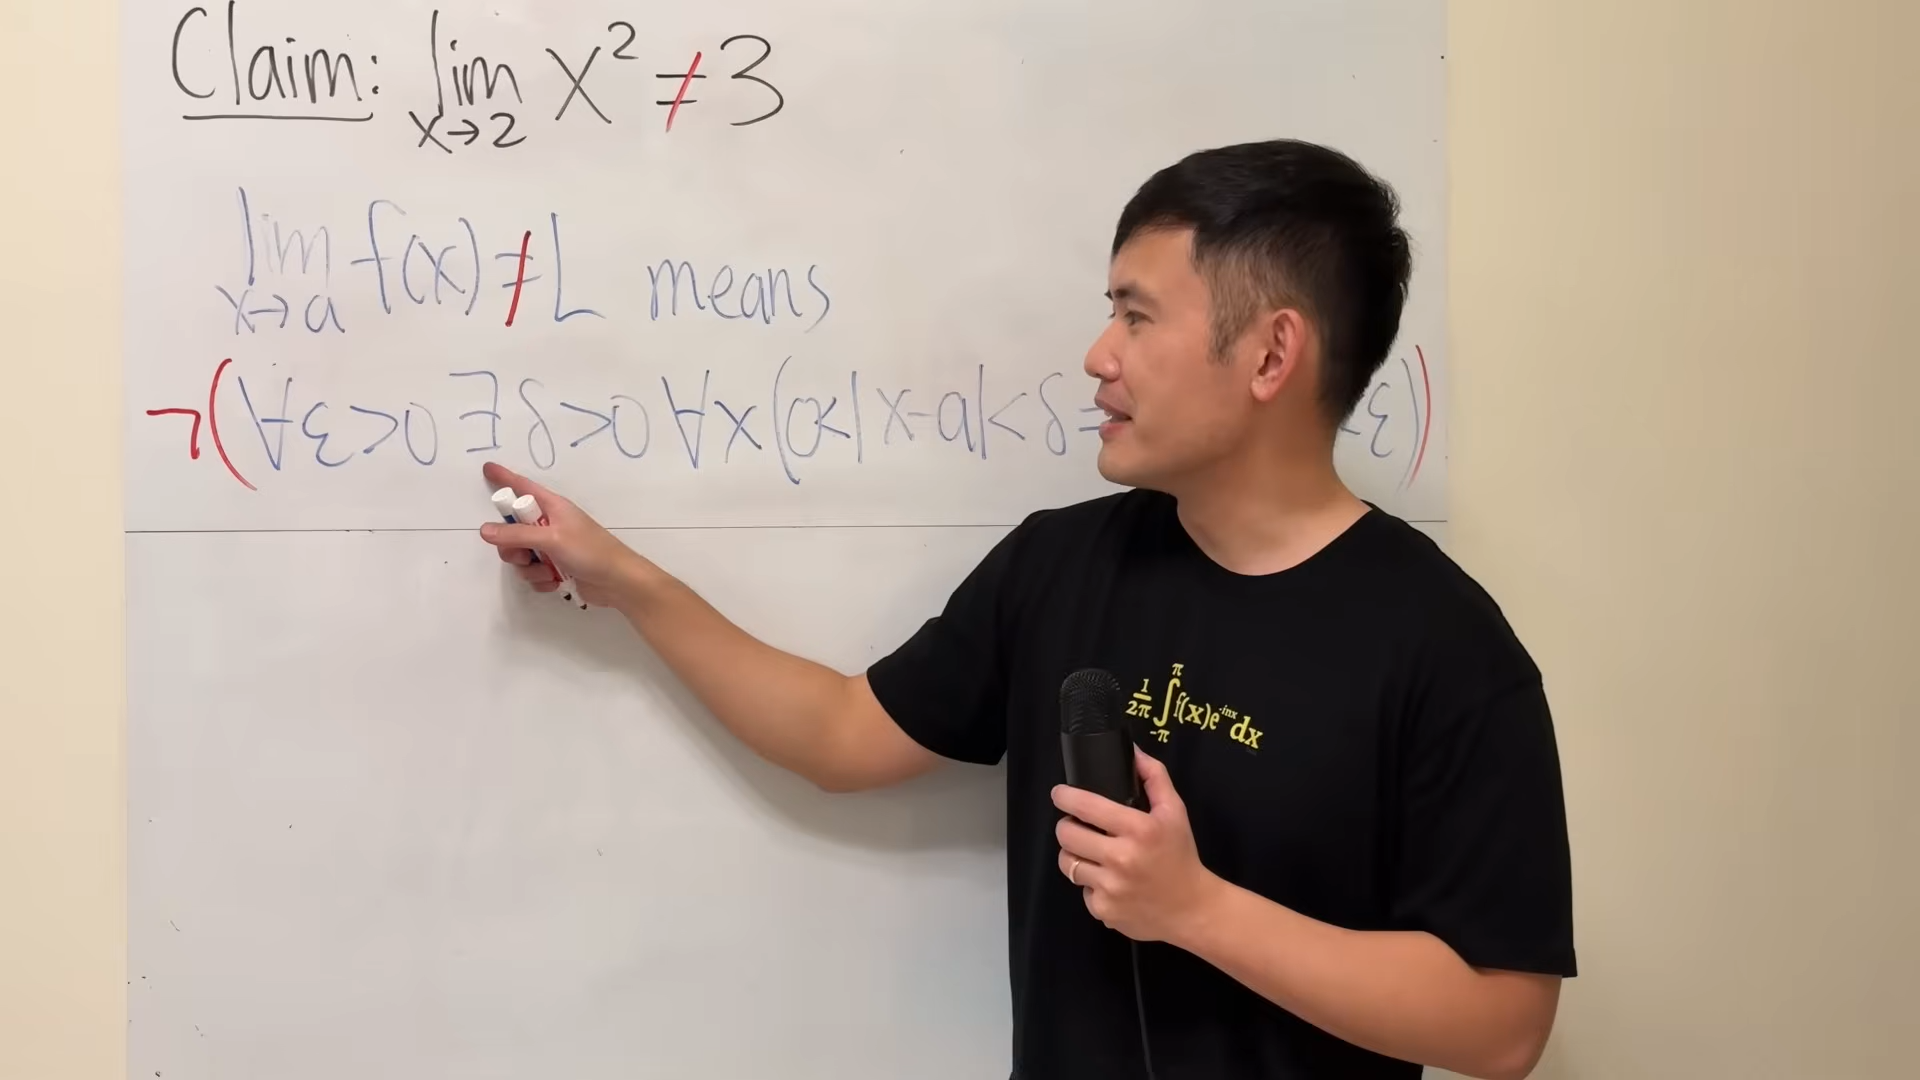 Claim: lim x→2 x² ≠ 3
lim x→a f(x) ≠ L means
¬(∀ε>0 ∃δ>0 ∀x(0<|x-a|<δ = ε))
1/2π ∫ π -π f(x)e^-inx dx